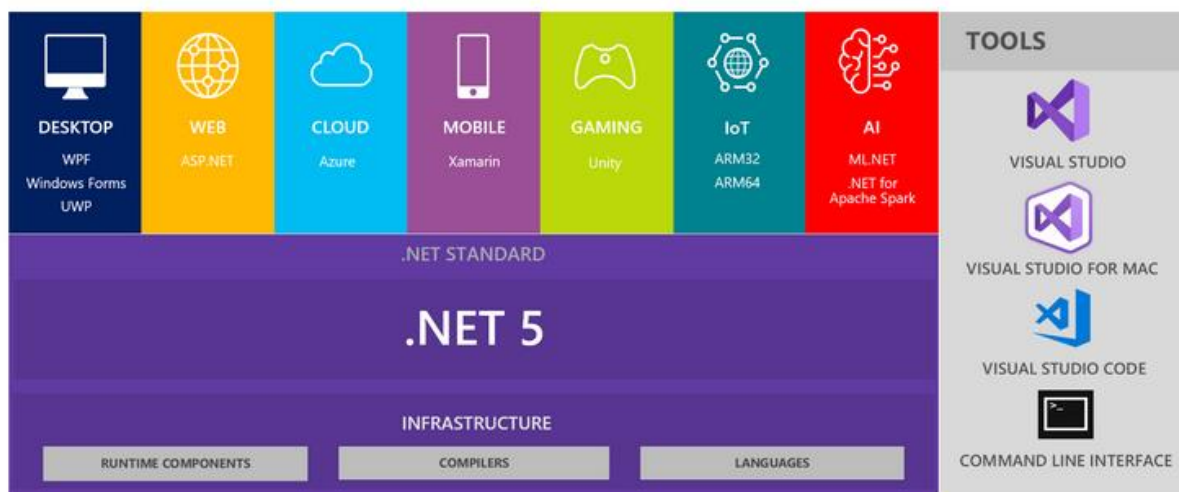 DESKTOP
WPF
Windows Forms
UWP
WEB
ASP.NET
CLOUD
Azure
MOBILE
Xamarin
GAMING
Unity
IoT
ARM32
ARM64
AI
ML.NET
.NET for
Apache Spark
.NET STANDARD
.NET 5
INFRASTRUCTURE
RUNTIME COMPONENTS
COMPILERS
LANGUAGES
TOOLS
VISUAL STUDIO
VISUAL STUDIO FOR MAC
VISUAL STUDIO CODE
>_
COMMAND LINE INTERFACE